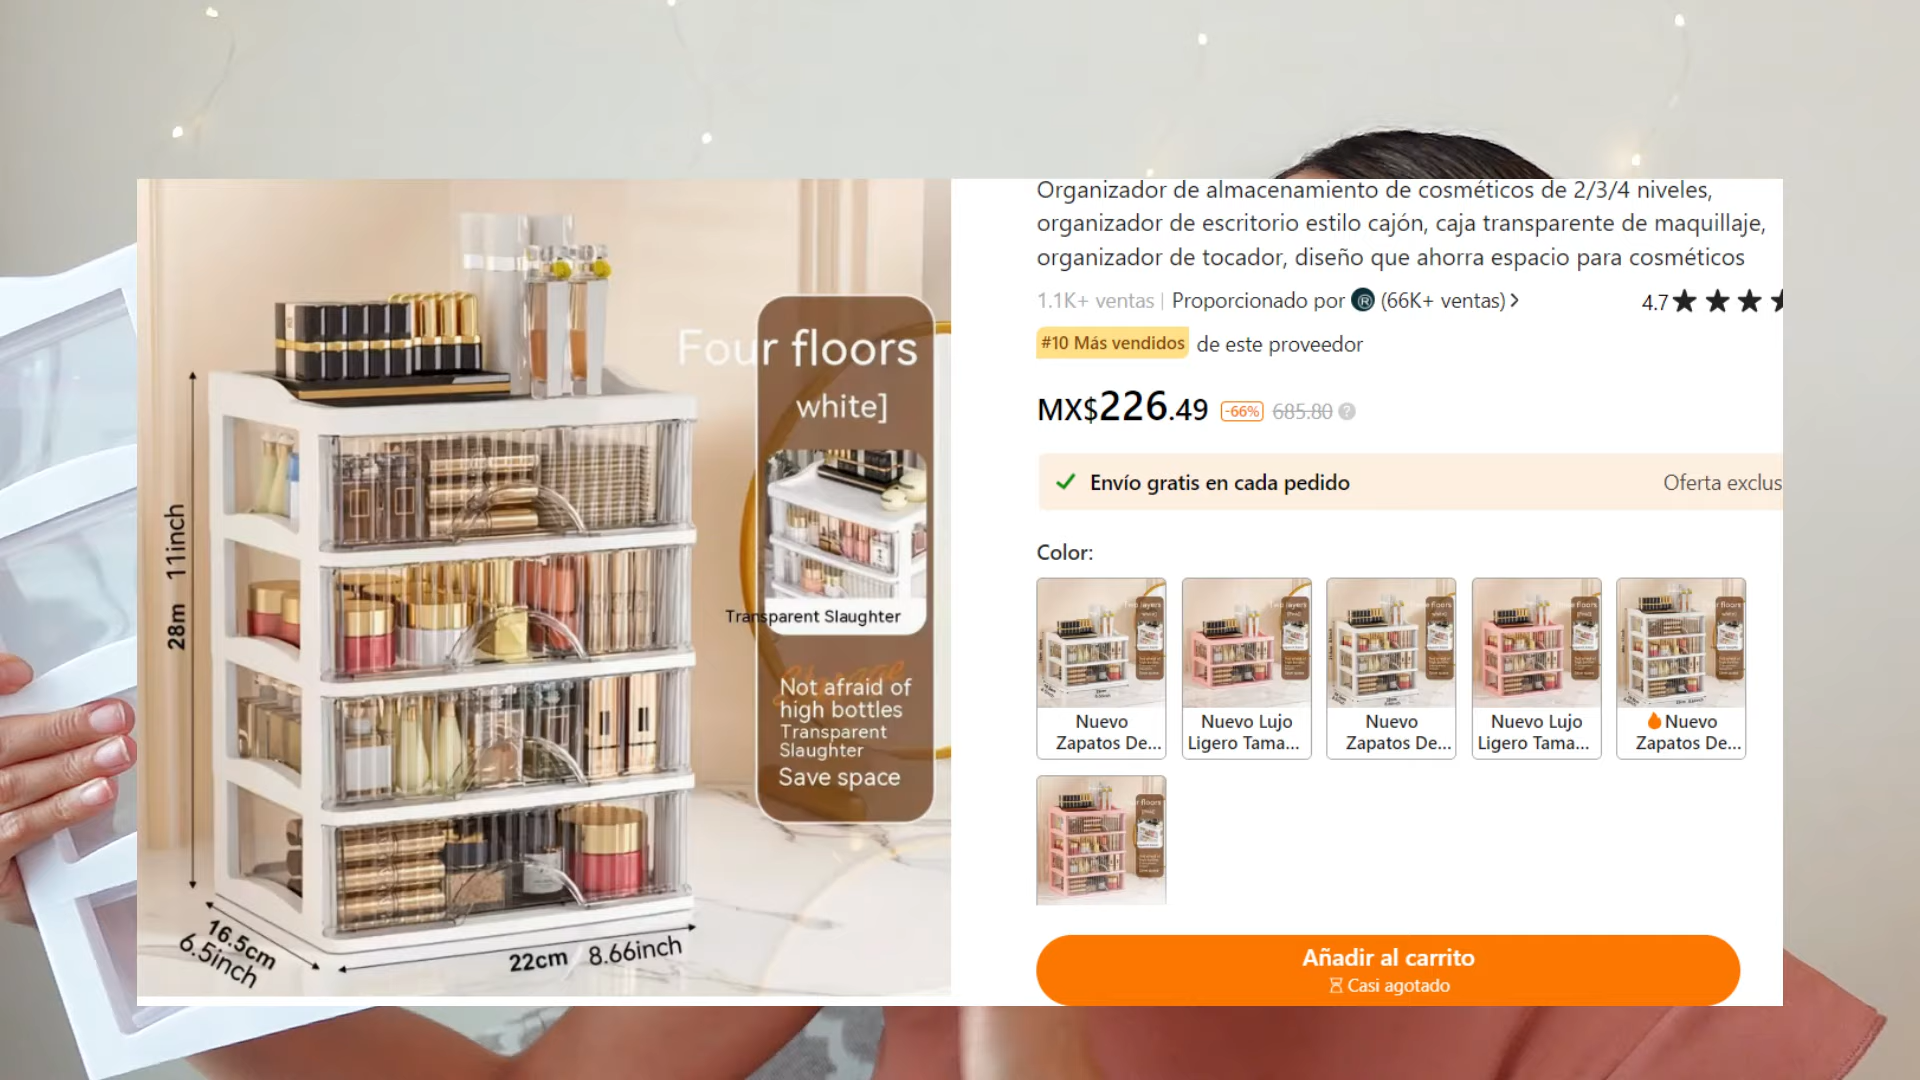 Four floors
white]
Transparent Slaughter
Not afraid of
high bottles
Transparent
Slaughter
Save space
28m 11inch
16.5cm
6.5inch
22cm 8.66inch
Organizador de almacenamiento de cosméticos de 2/3/4 niveles,
organizador de escritorio estilo cajón, caja transparente de maquillaje,
organizador de tocador, diseño que ahorra espacio para cosméticos
1.1K+ ventas | Proporcionado por ® (66K+ ventas) >
4.7
#10 Más vendidos de este proveedor
MX$226.49 -66% 685.80 ?
Envío gratis en cada pedido Oferta exclus
Color:
Nuevo
Zapatos De...
Nuevo Lujo
Ligero Tama...
Nuevo
Zapatos De...
Nuevo Lujo
Ligero Tama...
Nuevo
Zapatos De...
Añadir al carrito
Casi agotado